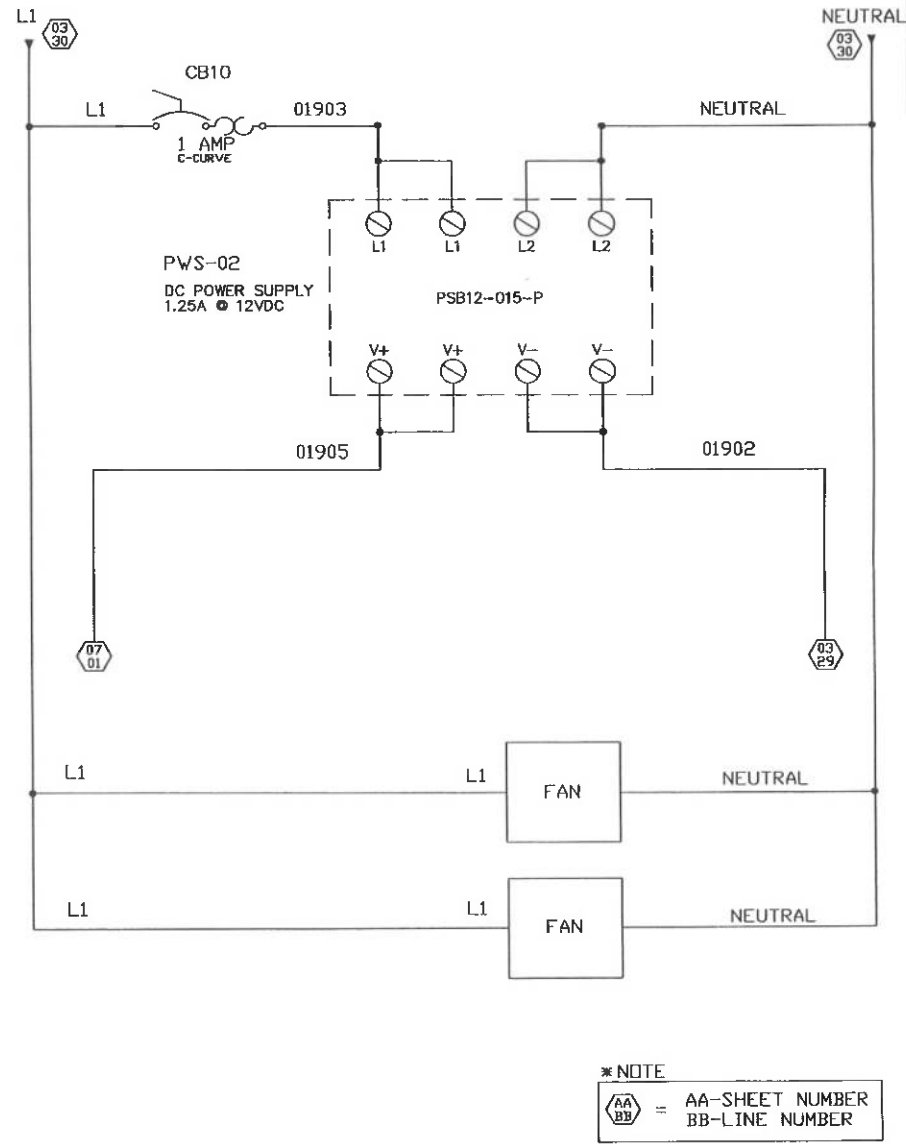 L1
03
30
NEUTRAL
03
30
CB10
L1
01903
NEUTRAL
1 AMP
C-CURVE
L1
L1
L2
L2
PWS-02
DC POWER SUPPLY
1.25A @ 12VDC
PSB12-015-P
V+
V+
V-
V-
01905
01902
07
01
03
29
L1
L1
FAN
NEUTRAL
L1
L1
FAN
NEUTRAL
*NOTE
AA
BB
= AA-SHEET NUMBER
BB-LINE NUMBER